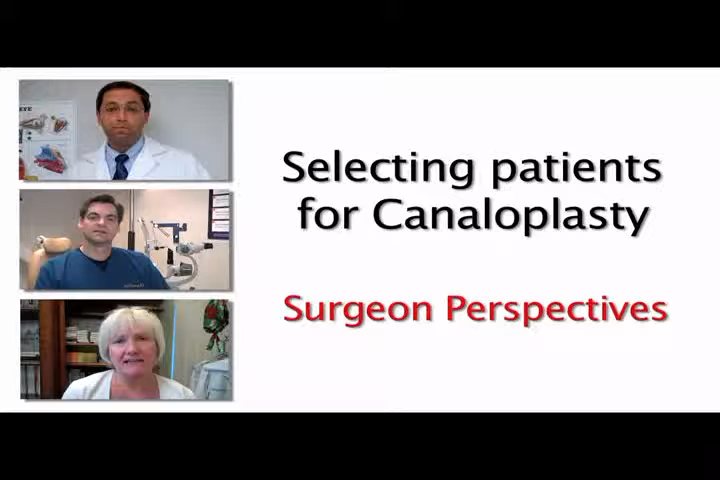 Selecting patients
for Canaloplasty
Surgeon Perspectives